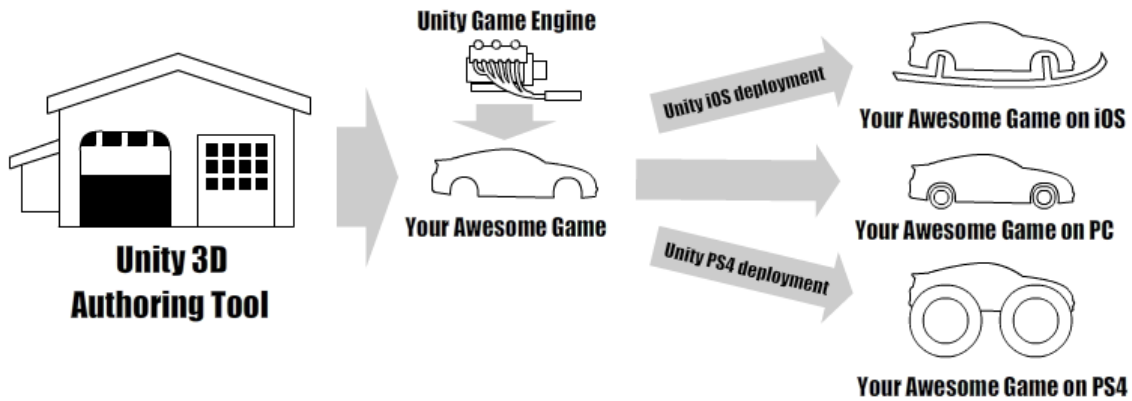 Unity 3D
Authoring Tool
Unity Game Engine
Your Awesome Game
Unity iOS deployment
Your Awesome Game on iOS
Your Awesome Game on PC
Unity PS4 deployment
Your Awesome Game on PS4